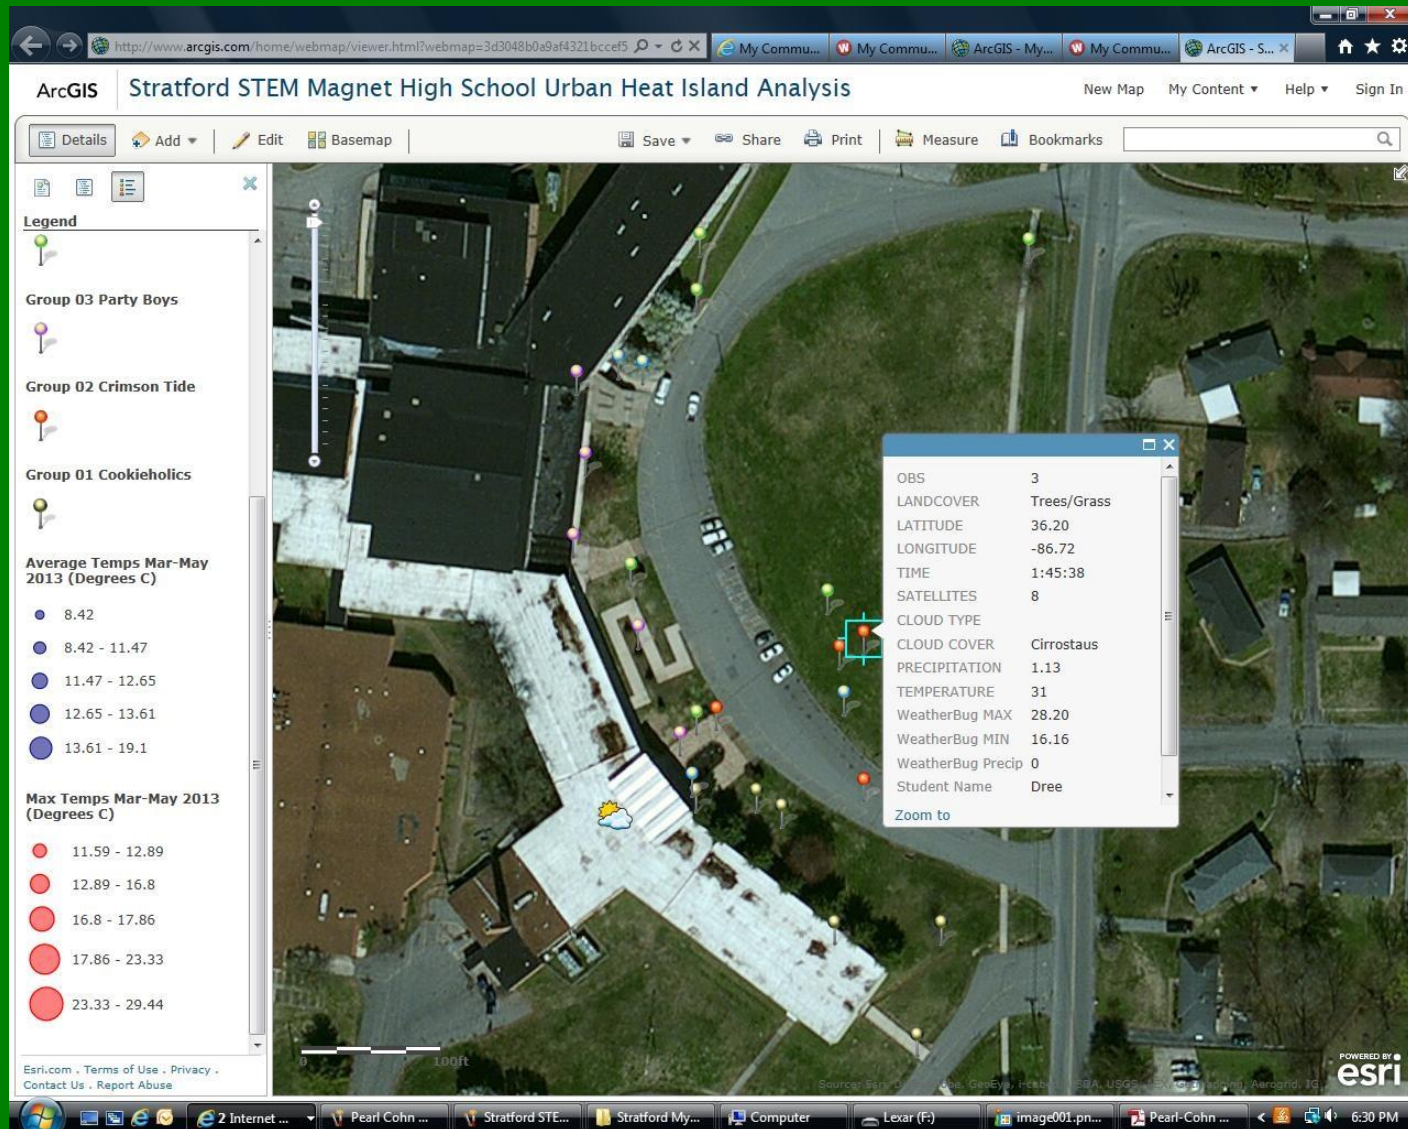 http://www.arcgis.com/home/webmap/viewer.html?webmap=3d3048b0a9af4321bccef5
My Commu...
My Commu...
ArcGIS - My...
My Commu...
ArcGIS - S...
ArcGIS
Stratford STEM Magnet High School Urban Heat Island Analysis
New Map
My Content
Help
Sign In
Details
Add
Edit
Basemap
Save
Share
Print
Measure
Bookmarks
Legend
Group 03 Party Boys
Group 02 Crimson Tide
Group 01 Cookieholics
Average Temps Mar-May
2013 (Degrees C)
8.42
8.42 - 11.47
11.47 - 12.65
12.65 - 13.61
13.61 - 19.1
Max Temps Mar-May 2013
(Degrees C)
11.59 - 12.89
12.89 - 16.8
16.8 - 17.86
17.86 - 23.33
23.33 - 29.44
Esri.com . Terms of Use . Privacy .
Contact Us . Report Abuse
OBS 3
LANDCOVER Trees/Grass
LATITUDE 36.20
LONGITUDE -86.72
TIME 1:45:38
SATELLITES 8
CLOUD TYPE
CLOUD COVER Cirrostaus
PRECIPITATION 1.13
TEMPERATURE 31
WeatherBug MAX 28.20
WeatherBug MIN 16.16
WeatherBug Precip 0
Student Name Dree
Zoom to
0 100ft
POWERED BY
esri
2 Internet ...
Pearl Cohn ...
Stratford STE...
Stratford My...
Computer
Lexar (F:)
image001.pn...
Pearl-Cohn ...
6:30 PM